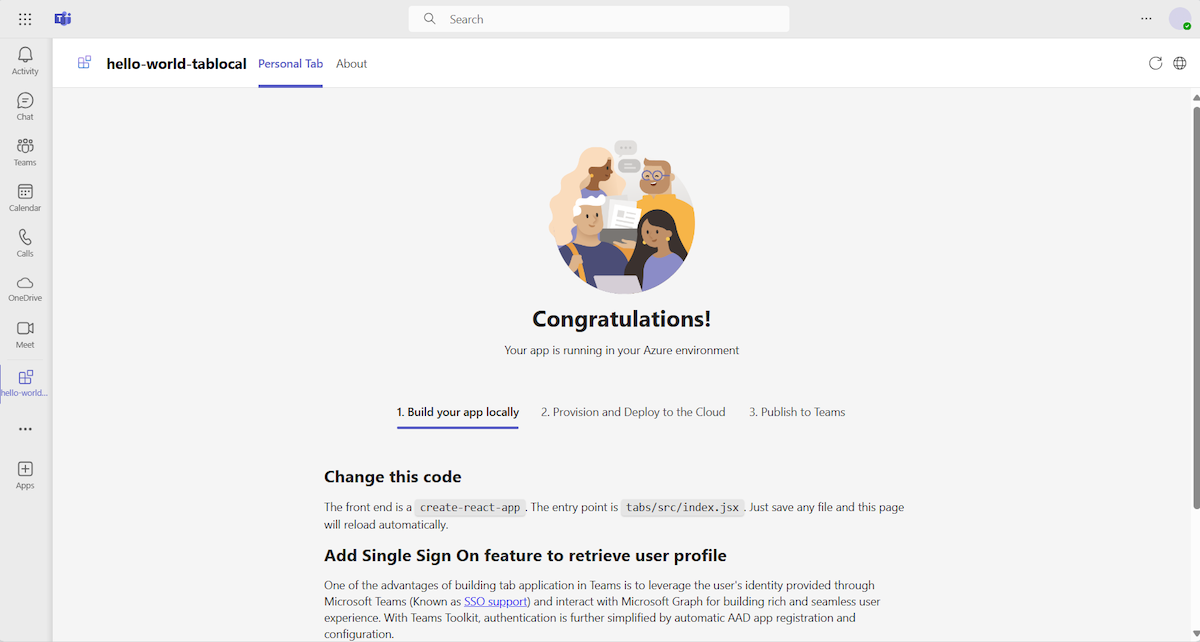 Search
hello-world-tablocal
Personal Tab
About
Activity
Chat
Teams
Calendar
Calls
OneDrive
Meet
hello-world...
Apps
Congratulations!
Your app is running in your Azure environment
1. Build your app locally
2. Provision and Deploy to the Cloud
3. Publish to Teams
Change this code
The front end is a create-react-app. The entry point is tabs/src/index.jsx. Just save any file and this page
will reload automatically.
Add Single Sign On feature to retrieve user profile
One of the advantages of building tab application in Teams is to leverage the user's identity provided through
Microsoft Teams (Known as SSO support) and interact with Microsoft Graph for building rich and seamless user
experience. With Teams Toolkit, authentication is further simplified by automatic AAD app registration and
configuration.